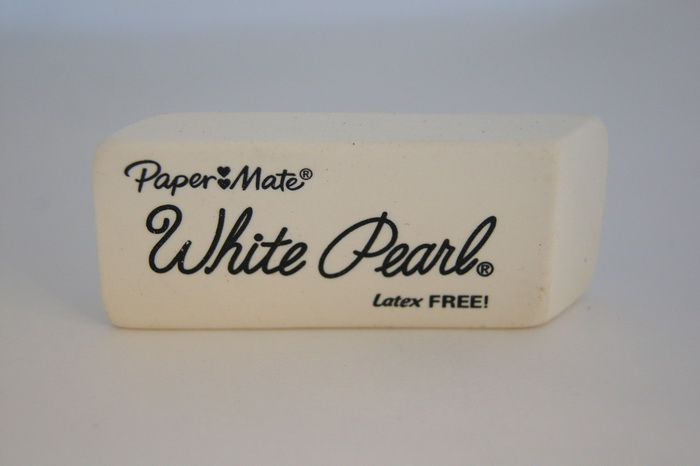 Paper Mate®
White Pearl®
Latex FREE!